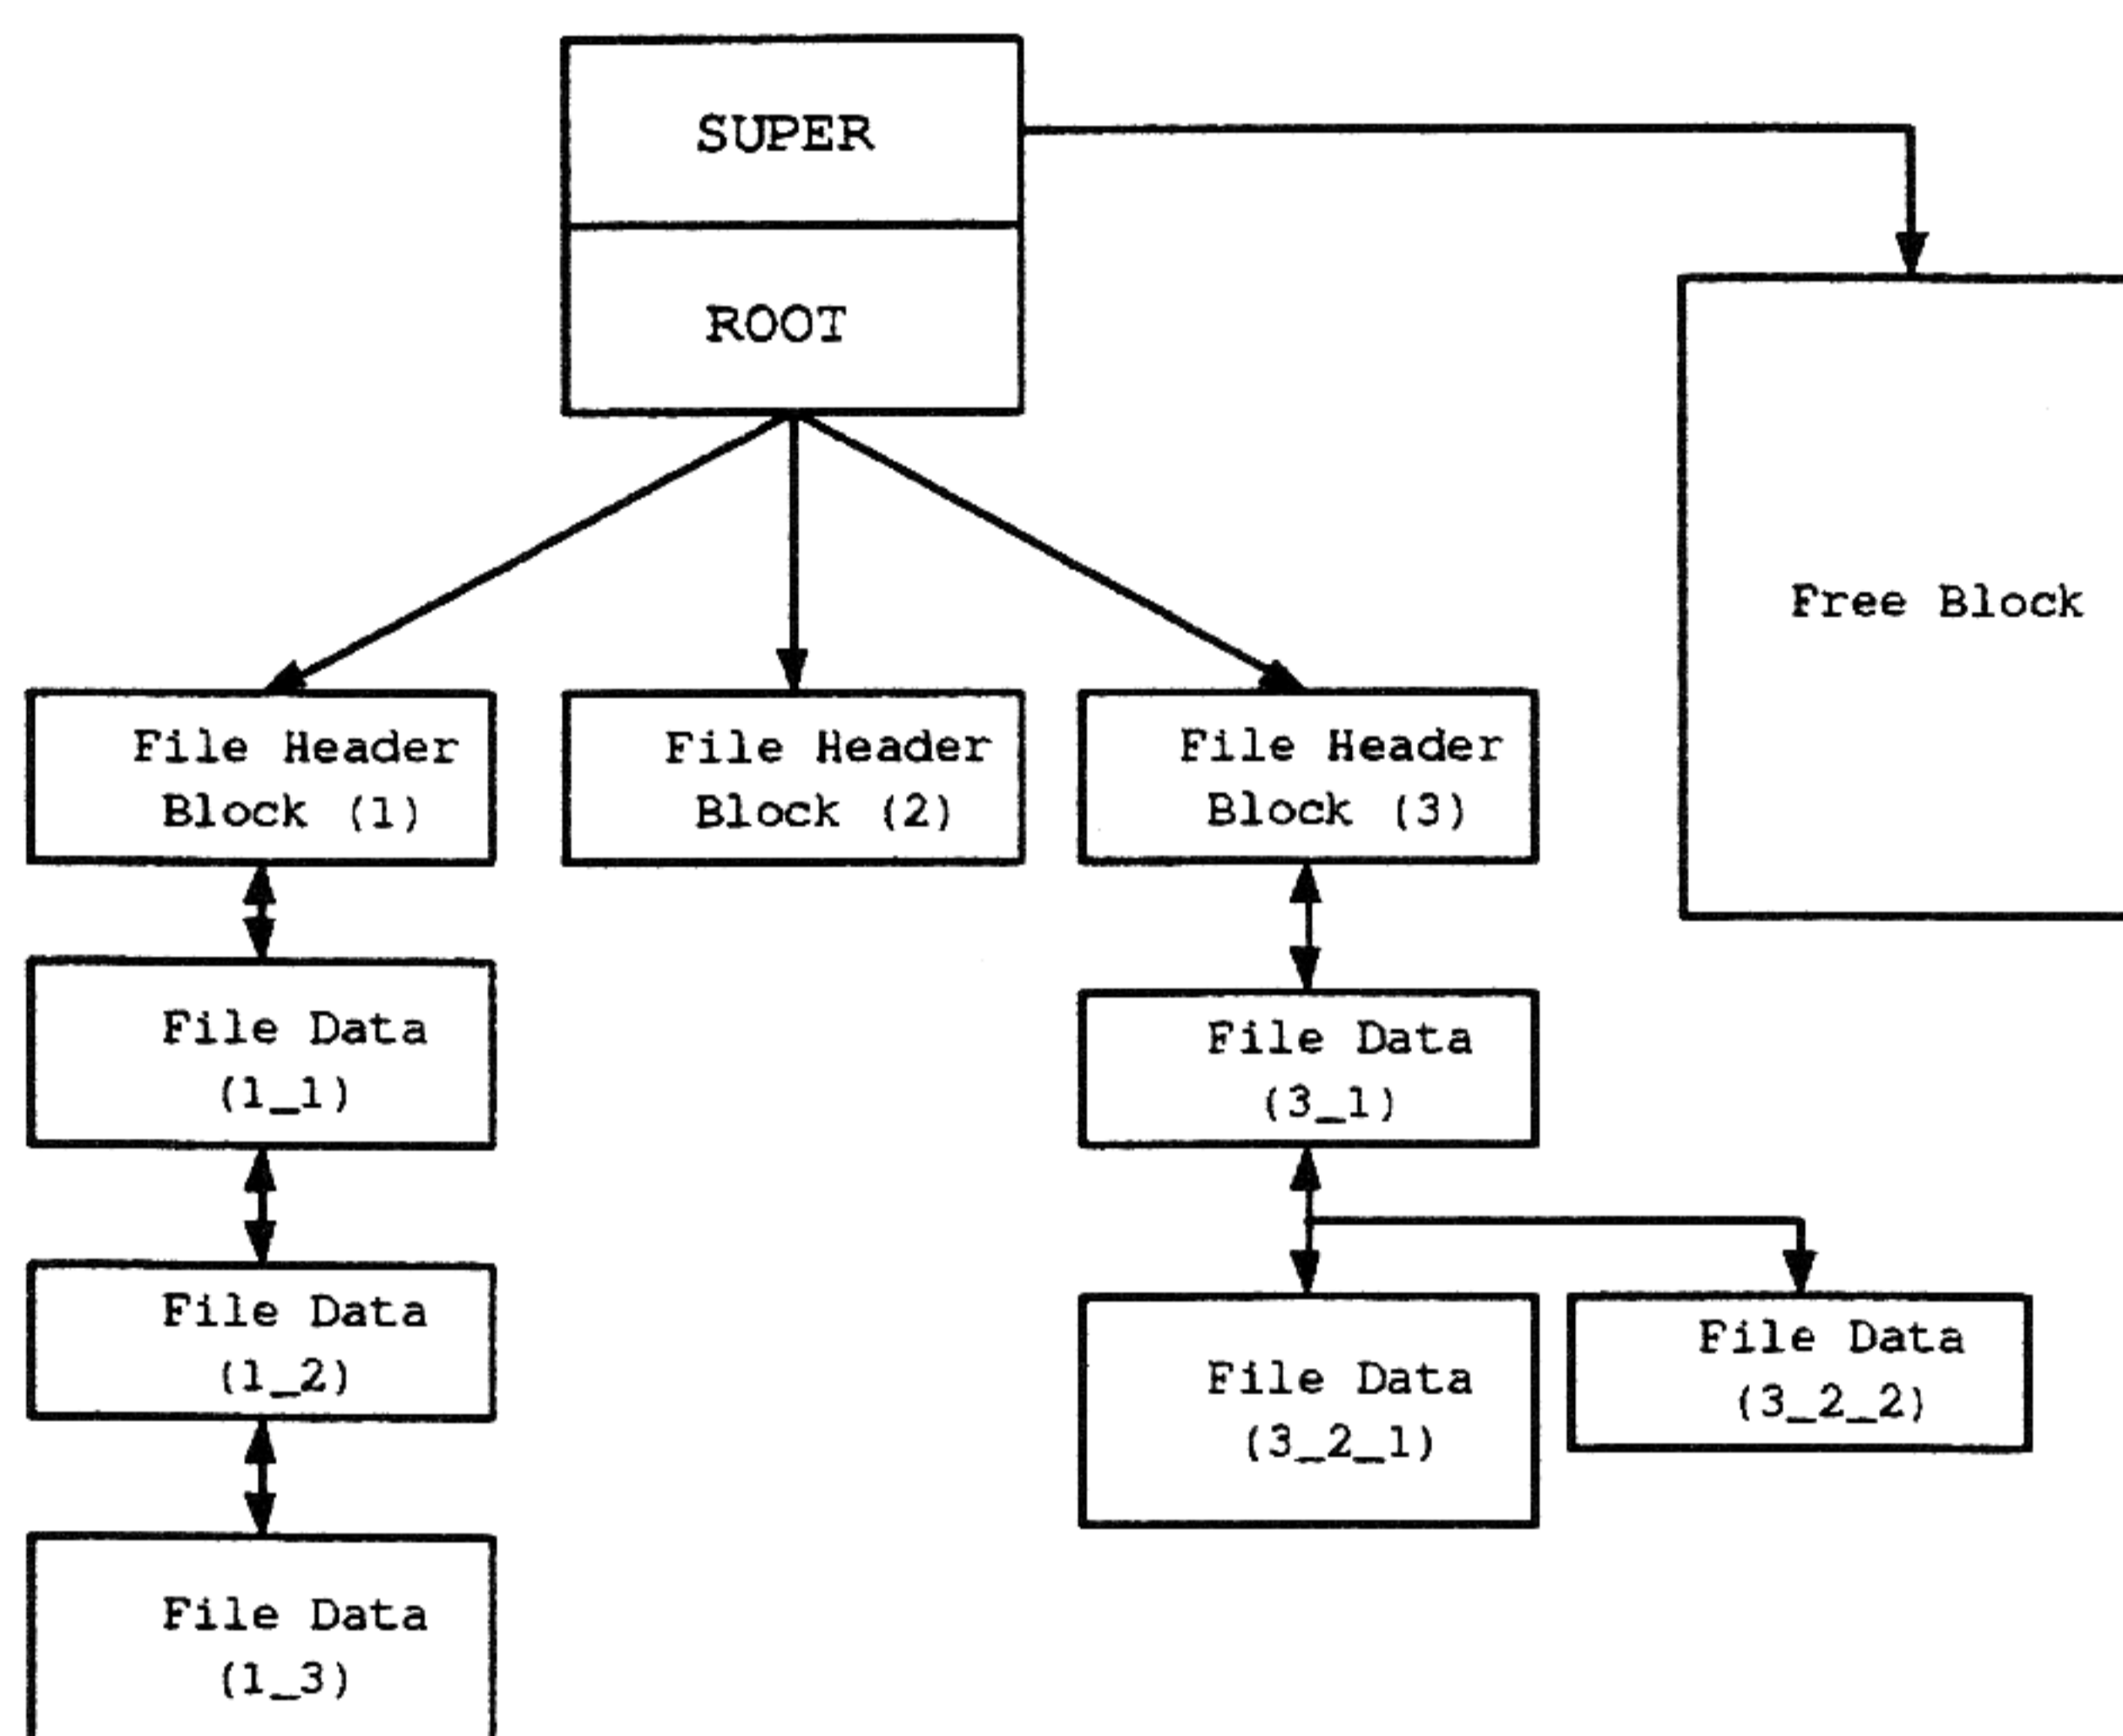 SUPER
ROOT
Free Block
File Header
Block (1)
File Header
Block (2)
File Header
Block (3)
File Data
(1_1)
File Data
(3_1)
File Data
(1_2)
File Data
(3_2_1)
File Data
(3_2_2)
File Data
(1_3)